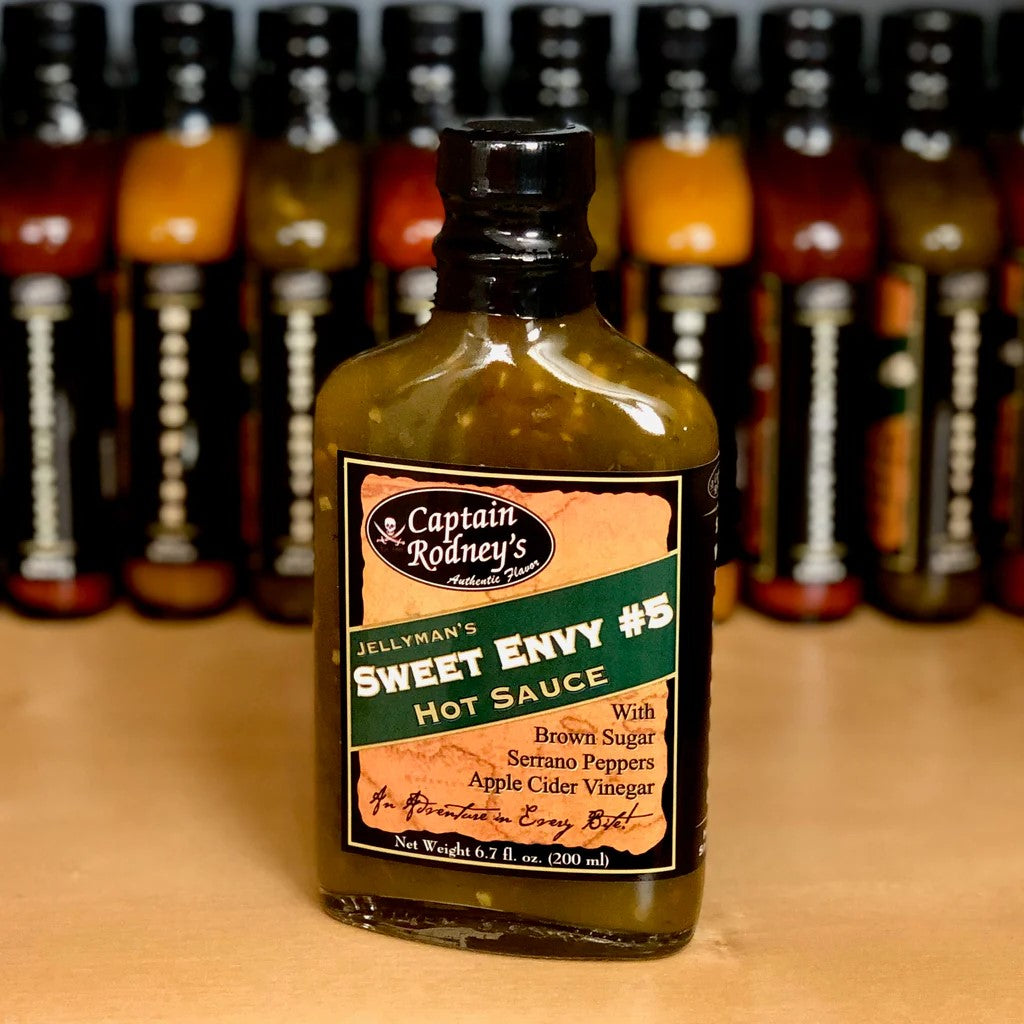 Captain
Rodney's
Authentic Flavor
JELLYMAN'S
SWEET ENVY #5
HOT SAUCE
With
Brown Sugar
Serrano Peppers
Apple Cider Vinegar
An Adventure in Every Bite!
Net Weight 6.7 fl. oz. (200 ml)